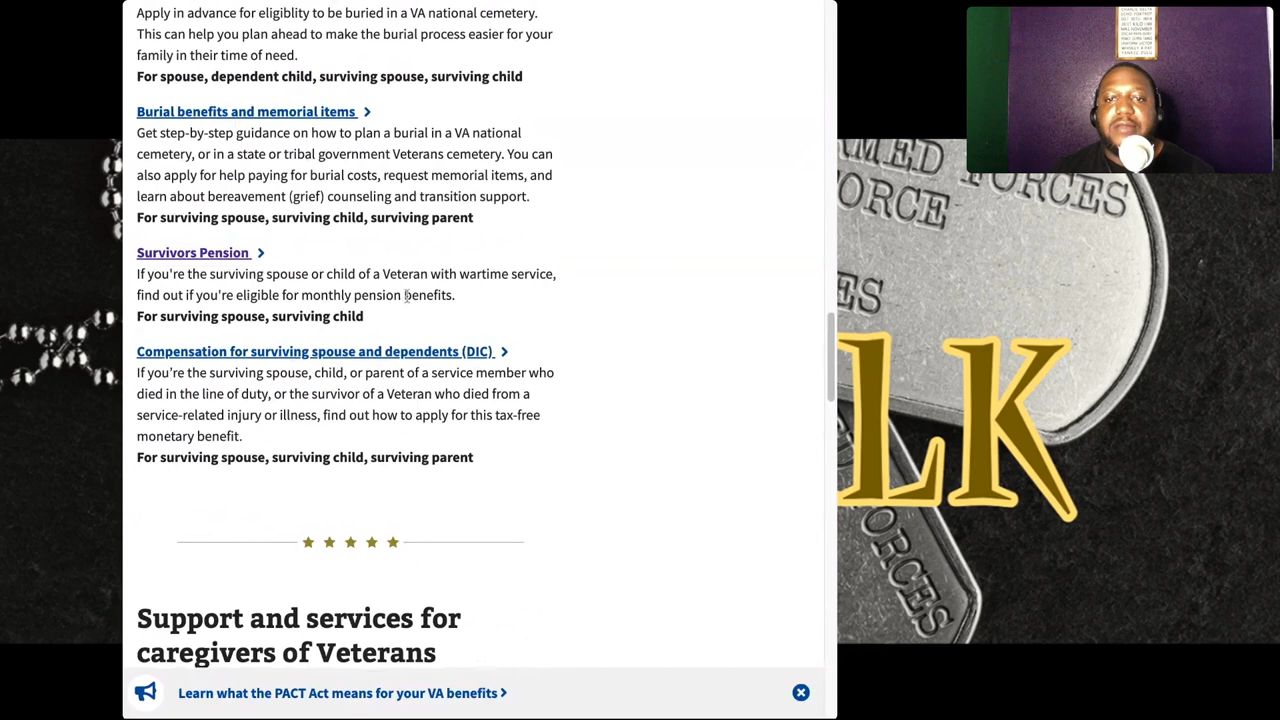 Apply in advance for eligiblity to be buried in a VA national cemetery.
This can help you plan ahead to make the burial process easier for your
family in their time of need.
For spouse, dependent child, surviving spouse, surviving child
Burial benefits and memorial items
Get step-by-step guidance on how to plan a burial in a VA national
cemetery, or in a state or tribal government Veterans cemetery. You can
also apply for help paying for burial costs, request memorial items, and
learn about bereavement (grief) counseling and transition support.
For surviving spouse, surviving child, surviving parent
Survivors Pension
If you're the surviving spouse or child of a Veteran with wartime service,
find out if you're eligible for monthly pension benefits.
For surviving spouse, surviving child
Compensation for surviving spouse and dependents (DIC)
If you're the surviving spouse, child, or parent of a service member who
died in the line of duty, or the survivor of a Veteran who died from a
service-related injury or illness, find out how to apply for this tax-free
monetary benefit.
For surviving spouse, surviving child, surviving parent
Support and services for
caregivers of Veterans
Learn what the PACT Act means for your VA benefits
MED FORCES
ORCE
ES
LK
ORCES